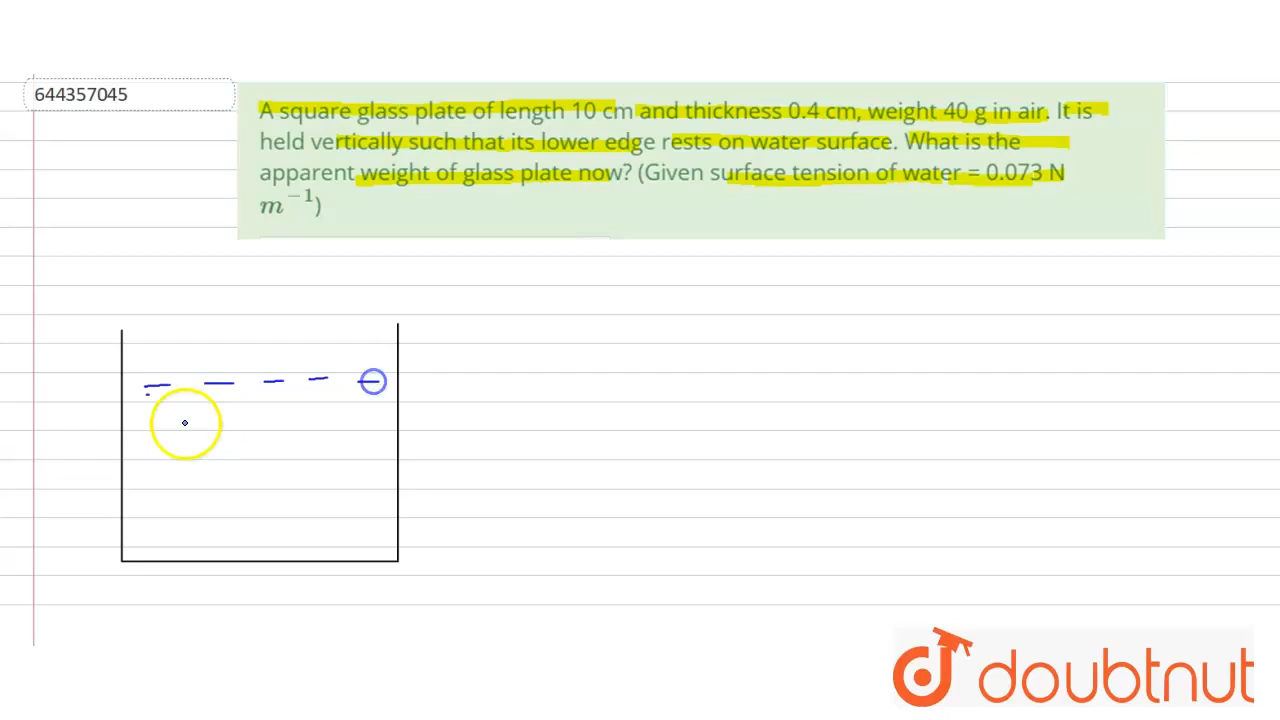 644357045
A square glass plate of length 10 cm and thickness 0.4 cm, weight 40 g in air. It is
held vertically such that its lower edge rests on water surface. What is the
apparent weight of glass plate now? (Given surface tension of water = 0.073 N
m⁻¹)
doubtnut